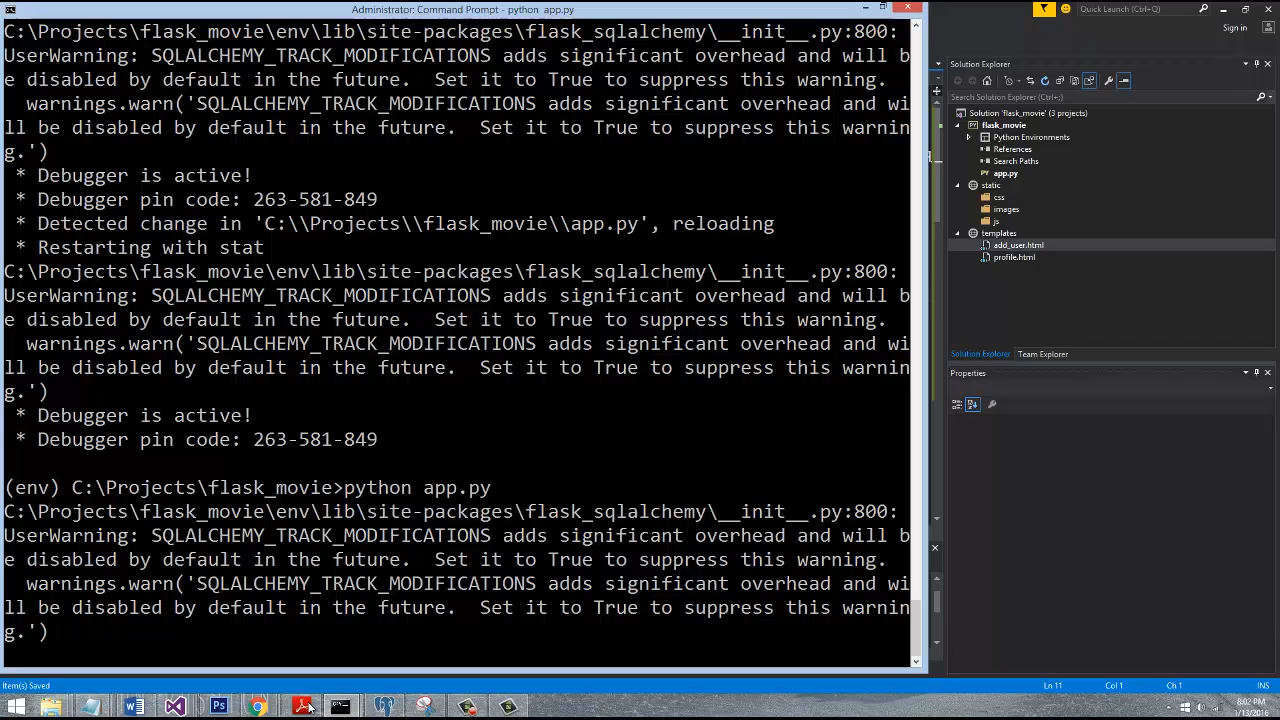 Administrator: Command Prompt - python app.py
C:\Projects\flask_movie\env\lib\site-packages\flask_sqlalchemy\__init__.py:800:
UserWarning: SQLALCHEMY_TRACK_MODIFICATIONS adds significant overhead and will b
e disabled by default in the future.  Set it to True to suppress this warning.
  warnings.warn('SQLALCHEMY_TRACK_MODIFICATIONS adds significant overhead and wi
ll be disabled by default in the future.  Set it to True to suppress this warnin
g.')
 * Debugger is active!
 * Debugger pin code: 263-581-849
 * Detected change in 'C:\\Projects\\flask_movie\\app.py', reloading
 * Restarting with stat
C:\Projects\flask_movie\env\lib\site-packages\flask_sqlalchemy\__init__.py:800:
UserWarning: SQLALCHEMY_TRACK_MODIFICATIONS adds significant overhead and will b
e disabled by default in the future.  Set it to True to suppress this warning.
  warnings.warn('SQLALCHEMY_TRACK_MODIFICATIONS adds significant overhead and wi
ll be disabled by default in the future.  Set it to True to suppress this warnin
g.')
 * Debugger is active!
 * Debugger pin code: 263-581-849
(env) C:\Projects\flask_movie>python app.py
C:\Projects\flask_movie\env\lib\site-packages\flask_sqlalchemy\__init__.py:800:
UserWarning: SQLALCHEMY_TRACK_MODIFICATIONS adds significant overhead and will b
e disabled by default in the future.  Set it to True to suppress this warning.
  warnings.warn('SQLALCHEMY_TRACK_MODIFICATIONS adds significant overhead and wi
ll be disabled by default in the future.  Set it to True to suppress this warnin
g.')
Quick Launch (Ctrl+Q)
Sign in
Solution Explorer
Search Solution Explorer (Ctrl+;)
Solution 'flask_movie' (3 projects)
flask_movie
Python Environments
References
Search Paths
PY app.py
static
css
images
js
templates
add_user.html
profile.html
Solution Explorer Team Explorer
Properties
Item(s) Saved Ln 11 Col 1 Ch 1 INS
8:02 PM
1/13/2016